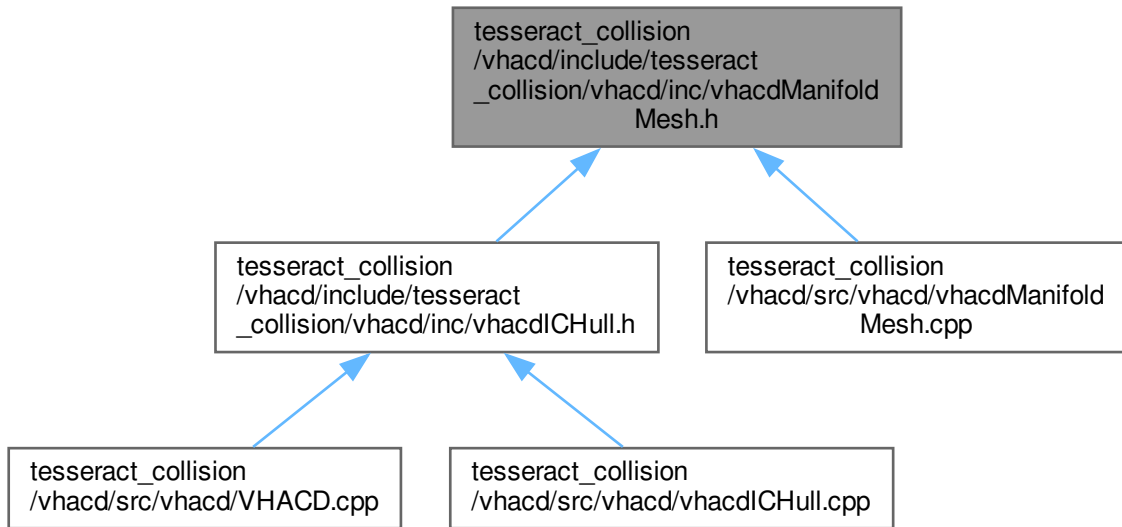 tesseract_collision
/vhacd/include/tesseract
_collision/vhacd/inc/vhacdManifold
Mesh.h
tesseract_collision
/vhacd/include/tesseract
_collision/vhacd/inc/vhacdICHull.h
tesseract_collision
/vhacd/src/vhacd/vhacdManifold
Mesh.cpp
tesseract_collision
/vhacd/src/vhacd/VHACD.cpp
tesseract_collision
/vhacd/src/vhacd/vhacdICHull.cpp